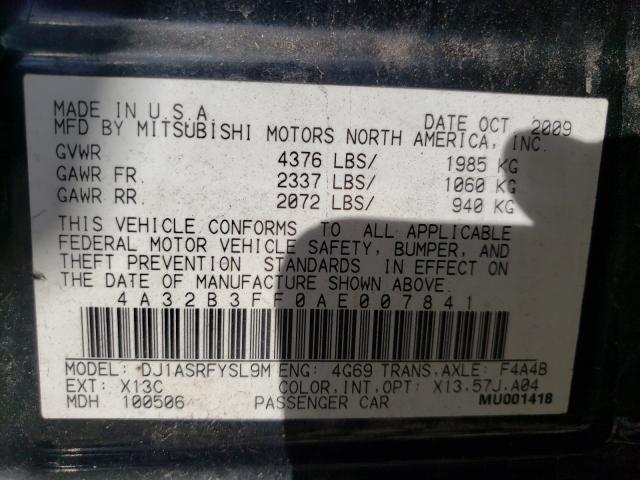 MADE IN U.S.A DATE OCT 2009
MFD BY MITSUBISHI MOTORS NORTH AMERICA, INC.
GVWR 4376 LBS/ 1985 KG
GAWR FR. 2337 LBS/ 1060 KG
GAWR RR. 2072 LBS/ 940 KG
THIS VEHICLE CONFORMS TO ALL APPLICABLE
FEDERAL MOTOR VEHICLE SAFETY, BUMPER, AND
THEFT PREVENTION STANDARDS IN EFFECT ON
THE DATE OF MANUFACTURE SHOWN ABOVE.
4A32B3FF0AE007841
MODEL: DJ1ASRFYSL9M ENG: 4G69 TRANS.AXLE: F4A4B
EXT: X13C COLOR,INT,OPT: X13.57J.A04
MDH 100506 PASSENGER CAR MU001418